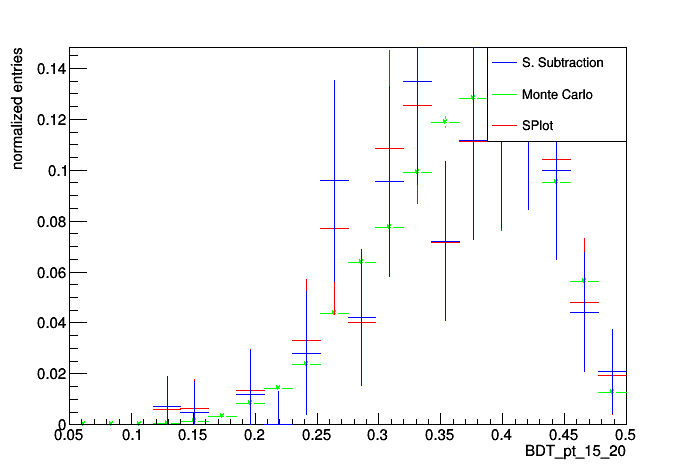 normalized entries
0.14
0.12
0.1
0.08
0.06
0.04
0.02
0
S. Subtraction
Monte Carlo
SPlot
0.05 0.1 0.15 0.2 0.25 0.3 0.35 0.4 0.45 0.5
BDT_pt_15_20